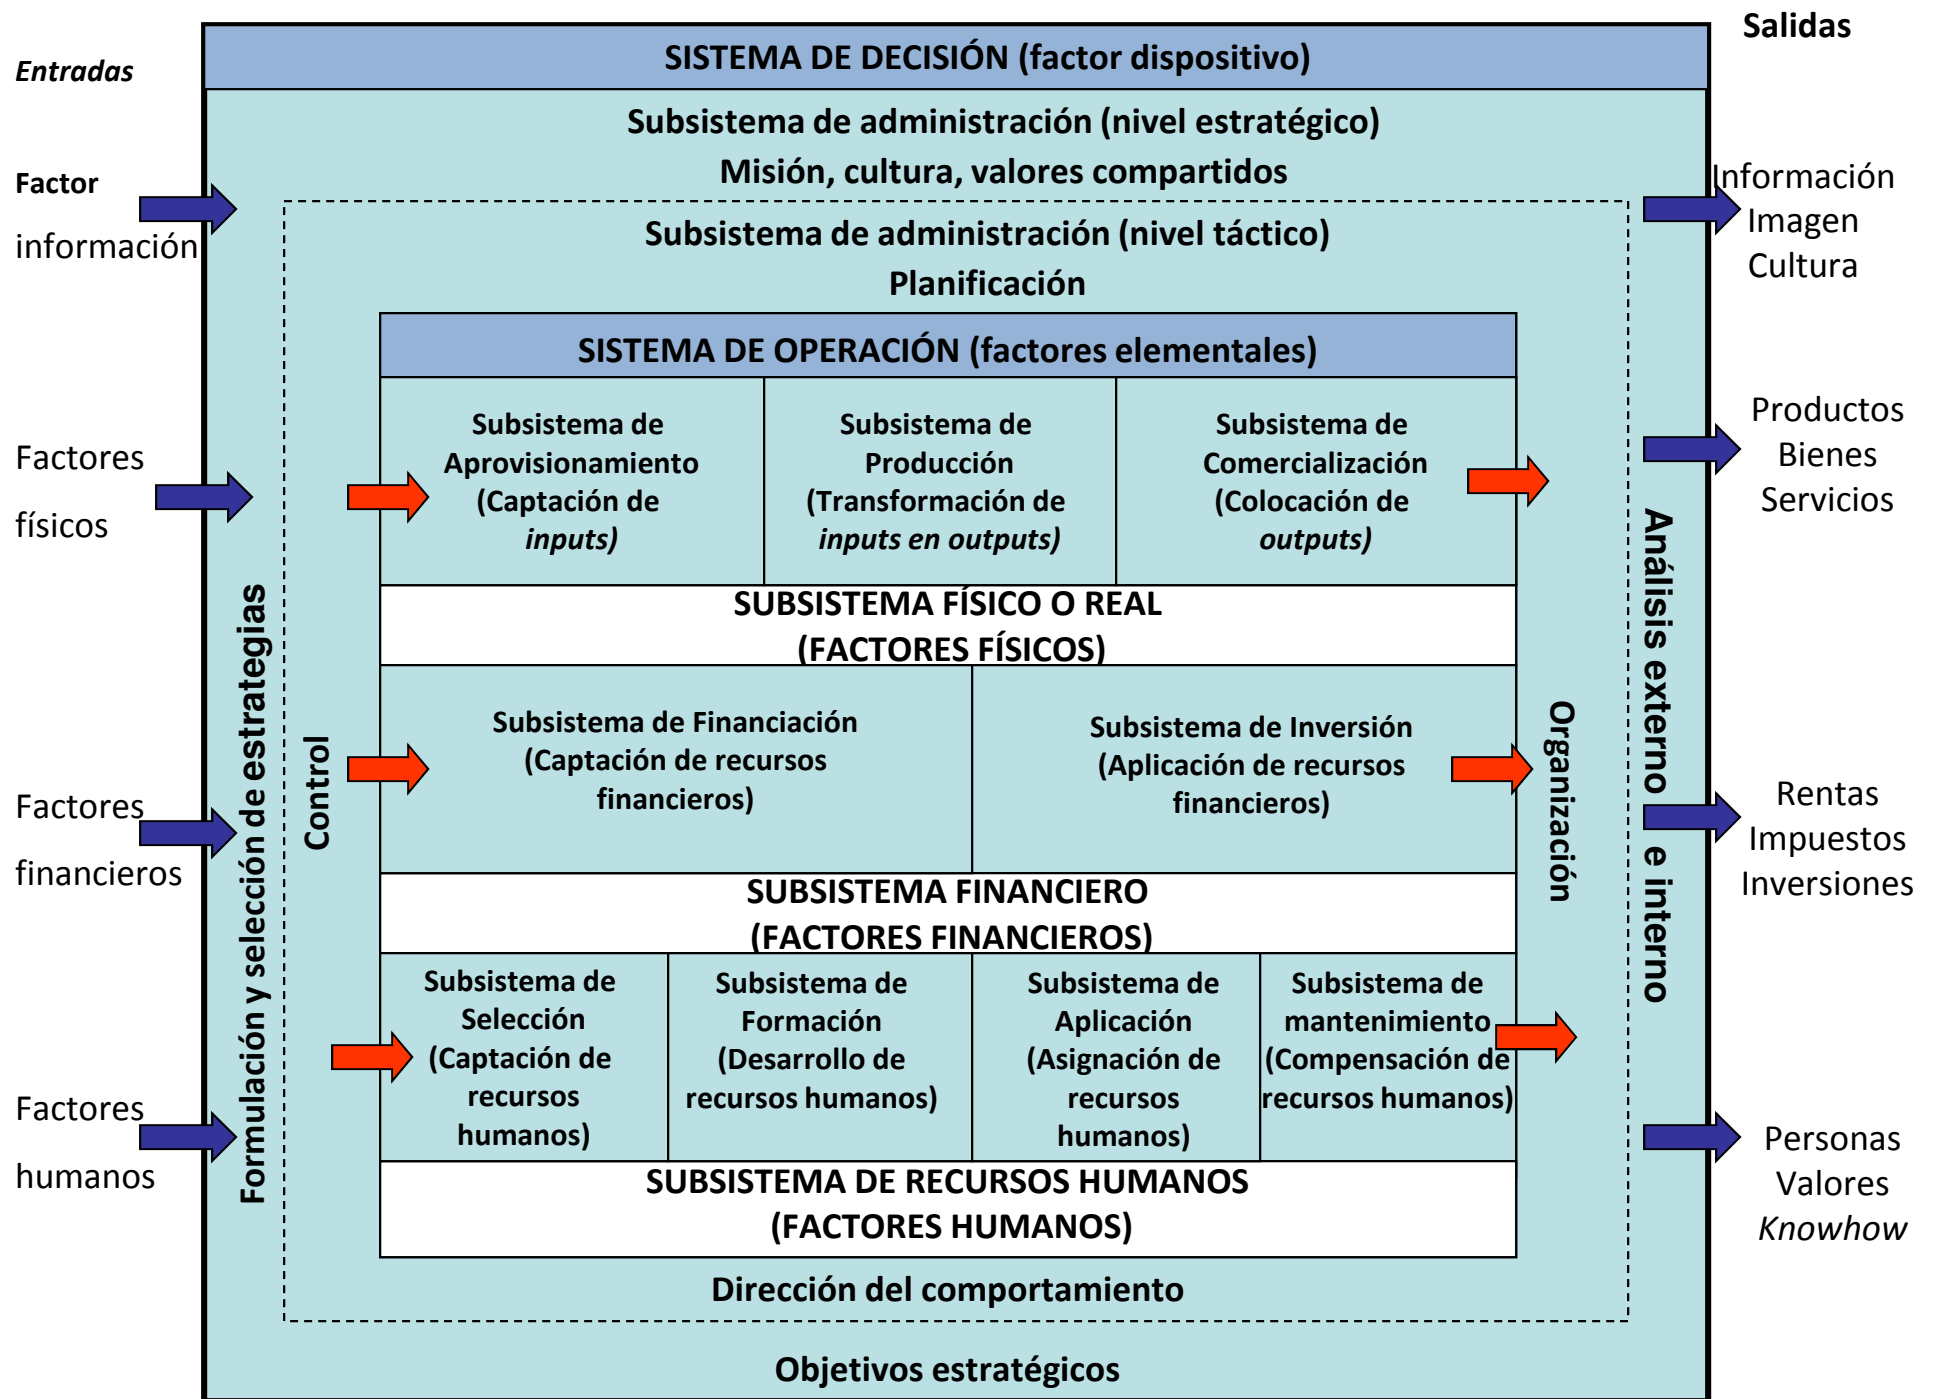 Salidas
Entradas
SISTEMA DE DECISIÓN (factor dispositivo)
Subsistema de administración (nivel estratégico)
Misión, cultura, valores compartidos
Factor
información
Información
Imagen
Cultura
Subsistema de administración (nivel táctico)
Planificación
SISTEMA DE OPERACIÓN (factores elementales)
Factores
físicos
Subsistema de
Aprovisionamiento
(Captación de
inputs)
Subsistema de
Producción
(Transformación de
inputs en outputs)
Subsistema de
Comercialización
(Colocación de
outputs)
Productos
Bienes
Servicios
SUBSISTEMA FÍSICO O REAL
(FACTORES FÍSICOS)
Formulación y selección de estrategias
Control
Organización
Análisis externo e interno
Factores
financieros
Subsistema de Financiación
(Captación de recursos
financieros)
Subsistema de Inversión
(Aplicación de recursos
financieros)
Rentas
Impuestos
Inversiones
SUBSISTEMA FINANCIERO
(FACTORES FINANCIEROS)
Factores
humanos
Subsistema de
Selección
(Captación de
recursos
humanos)
Subsistema de
Formación
(Desarrollo de
recursos humanos)
Subsistema de
Aplicación
(Asignación de
recursos
humanos)
Subsistema de
mantenimiento
(Compensación de
recursos humanos)
Personas
Valores
Knowhow
SUBSISTEMA DE RECURSOS HUMANOS
(FACTORES HUMANOS)
Dirección del comportamiento
Objetivos estratégicos